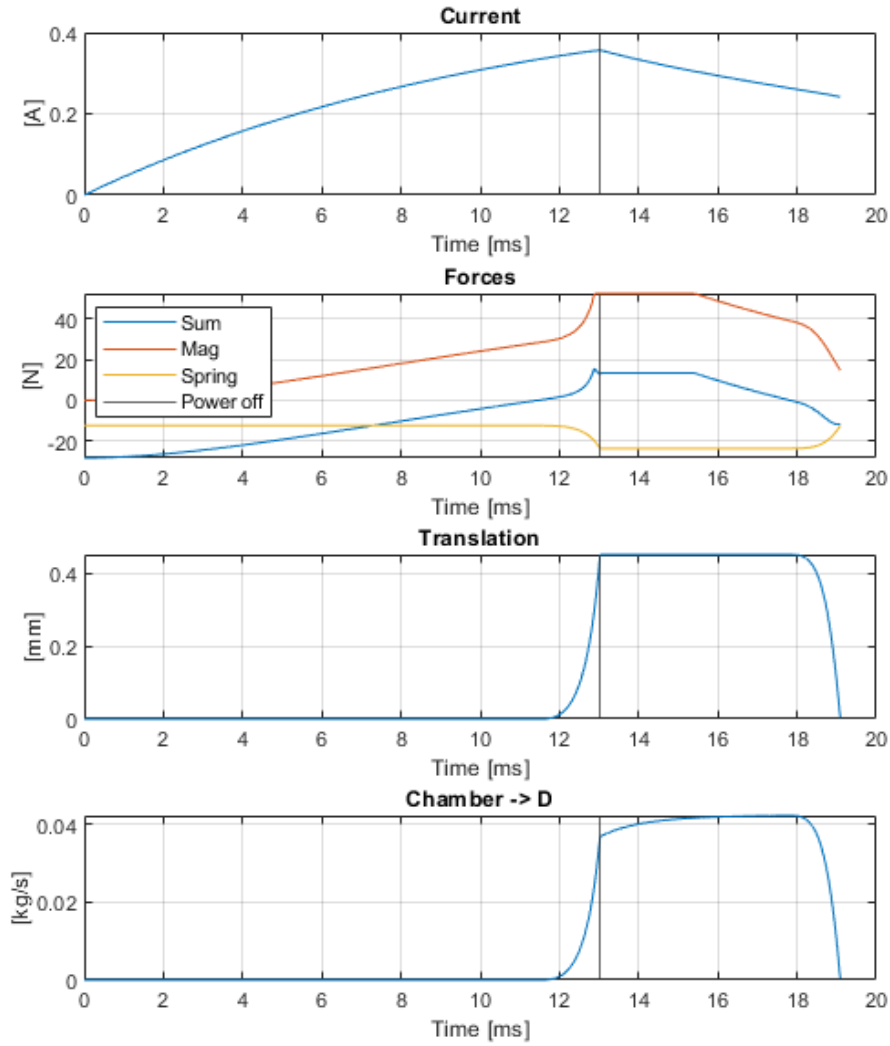 Current
0.4
0.2
0
[A]
0 2 4 6 8 10 12 14 16 18 20
Time [ms]
Forces
40
20
0
-20
[N]
Sum
Mag
Spring
Power off
0 2 4 6 8 10 12 14 16 18 20
Time [ms]
Translation
0.4
0.2
0
[mm]
0 2 4 6 8 10 12 14 16 18 20
Time [ms]
Chamber -> D
0.04
0.02
0
[kg/s]
0 2 4 6 8 10 12 14 16 18 20
Time [ms]